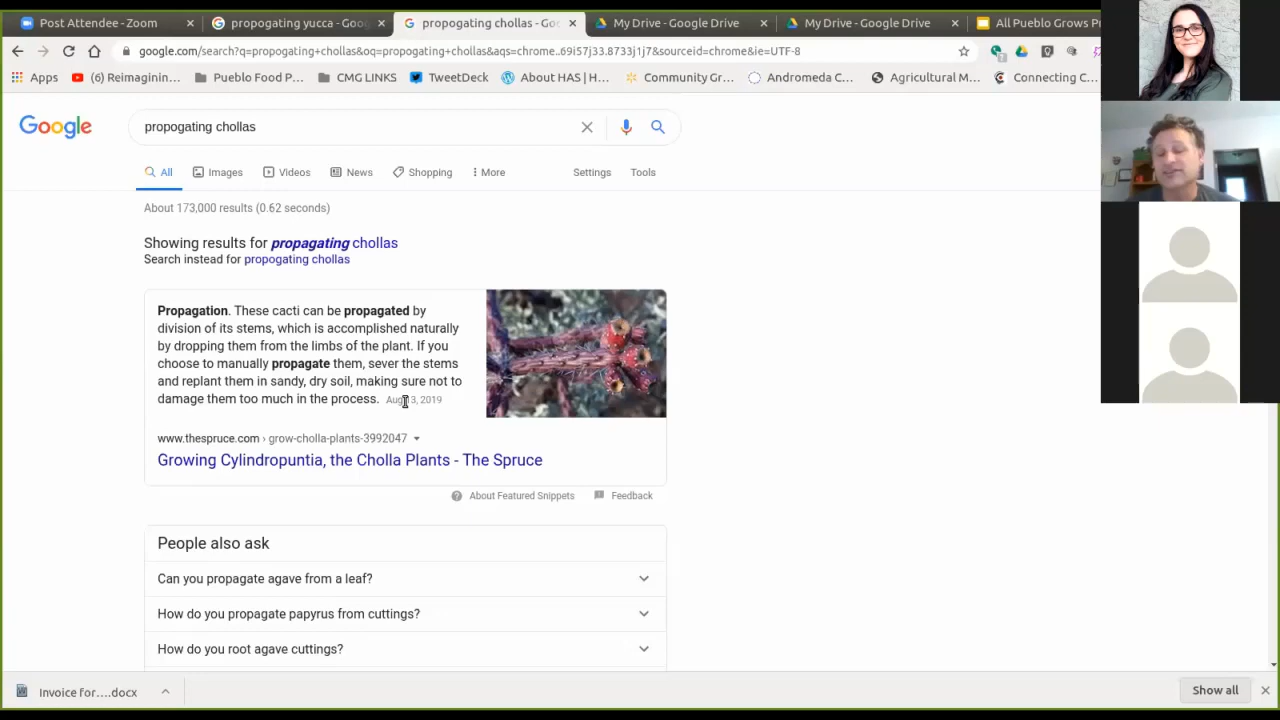 Post Attendee - Zoom
propogating yucca - Goo
propogating chollas - Go
My Drive - Google Drive
My Drive - Google Drive
All Pueblo Grows P
google.com/search?q=propogating+chollas&oq=propogating+chollas&aqs=chrome..69i57j33.8733j1j7&sourceid=chrome&ie=UTF-8
Apps
(6) Reimaginin...
Pueblo Food P...
CMG LINKS
TweetDeck
About HAS | H...
Community Gr...
Andromeda C...
Agricultural M...
Connecting C...
Google
propogating chollas
All
Images
Videos
News
Shopping
More
Settings
Tools
About 173,000 results (0.62 seconds)
Showing results for propagating chollas
Search instead for propogating chollas
Propagation. These cacti can be propagated by
division of its stems, which is accomplished naturally
by dropping them from the limbs of the plant. If you
choose to manually propagate them, sever the stems
and replant them in sandy, dry soil, making sure not to
damage them too much in the process. Aug 3, 2019
www.thespruce.com › grow-cholla-plants-3992047
Growing Cylindropuntia, the Cholla Plants - The Spruce
About Featured Snippets
Feedback
People also ask
Can you propagate agave from a leaf?
How do you propagate papyrus from cuttings?
How do you root agave cuttings?
Invoice for....docx
Show all